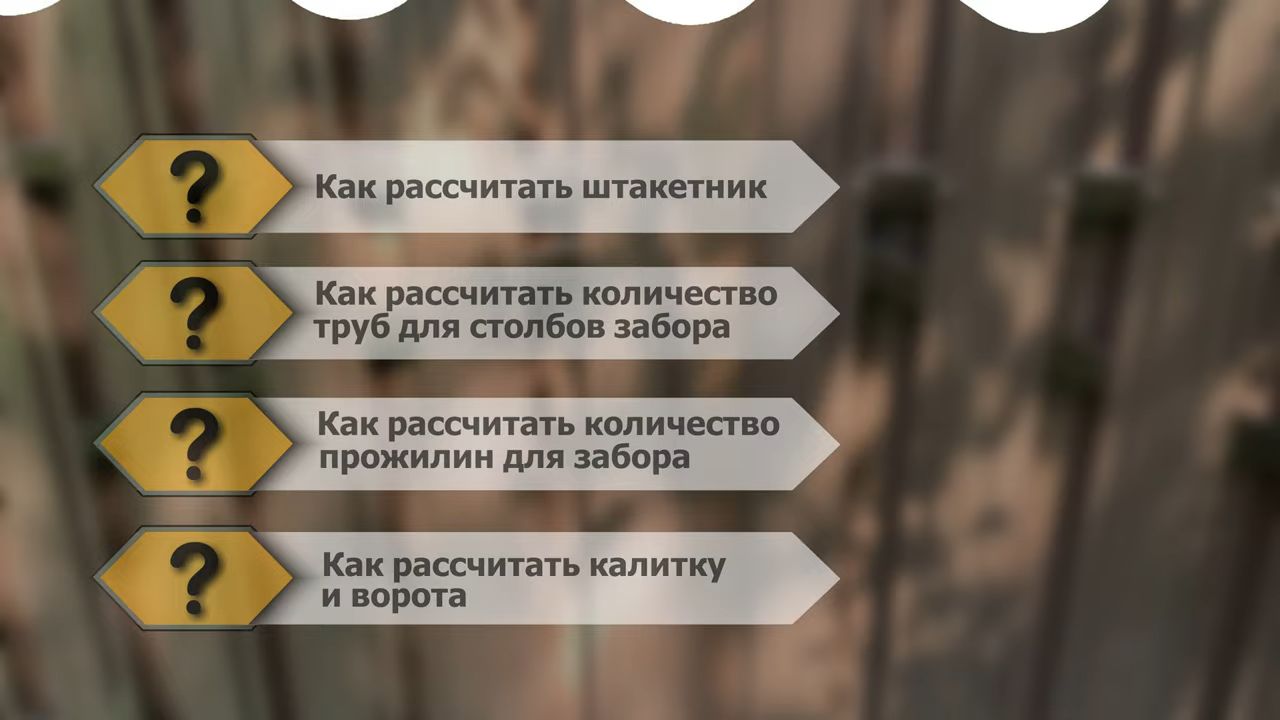 ?
Как рассчитать штакетник
?
Как рассчитать количество
труб для столбов забора
?
Как рассчитать количество
прожилин для забора
?
Как рассчитать калитку
и ворота